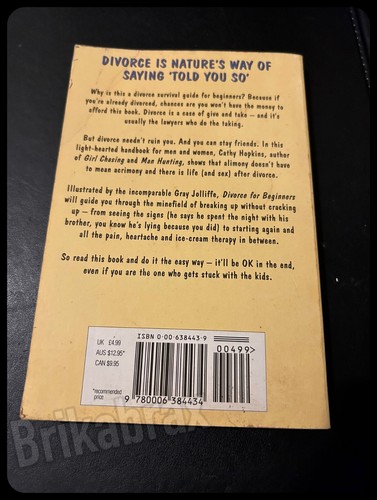 DIVORCE IS NATURE'S WAY OF
SAYING 'TOLD YOU SO'
Why is this a divorce survival guide for beginners? Because if
you're already divorced, chances are you won't have the money to
afford this book. Divorce is a case of give and take – and it's
usually the lawyers who do the taking.
But divorce needn't ruin you. And you can stay friends. In this
light-hearted handbook for men and women, Cathy Hopkins, author
of Girl Chasing and Man Hunting, shows that alimony doesn't have
to mean acrimony and there is life (and sex) after divorce.
Illustrated by the incomparable Gray Jolliffe, Divorce for Beginners
will guide you through the minefield of breaking up without cracking
up – from seeing the signs (he says he spent the night with his
brother, you know he's lying because you did) to starting again and
all the pain, heartache and ice-cream therapy in between.
So read this book and do it the easy way – it'll be OK in the end,
even if you are the one who gets stuck with the kids.
UK £4.99
AUS $12.95*
CAN $9.95
*recommended
price
ISBN 0-00-638443-9
00499>
9 780006 384434
Brikabrax